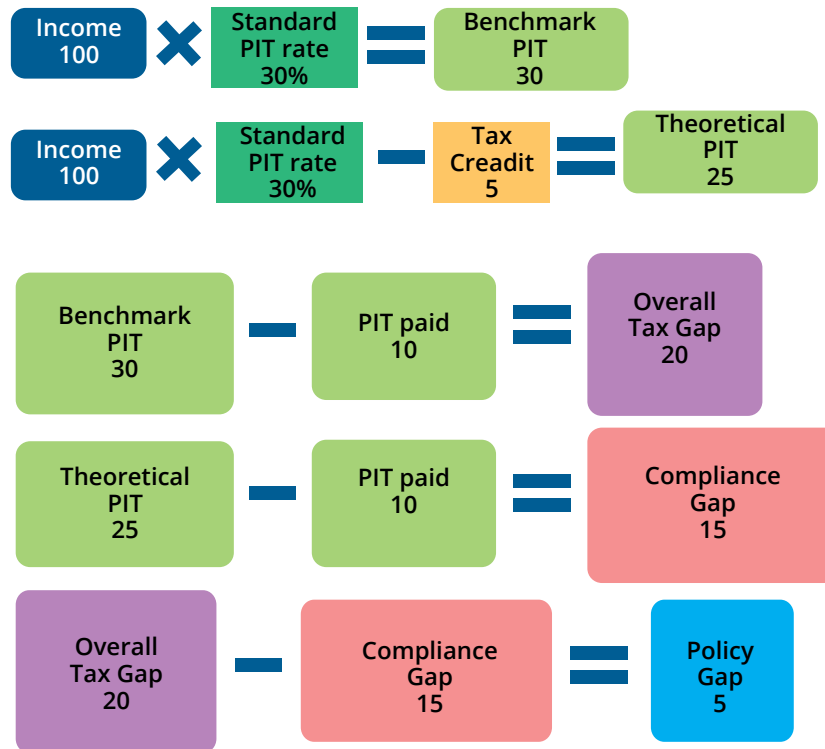 Income
100
Standard
PIT rate
30%
Benchmark
PIT
30
Income
100
Standard
PIT rate
30%
Tax
Creadit
5
Theoretical
PIT
25
Benchmark
PIT
30
PIT paid
10
Overall
Tax Gap
20
Theoretical
PIT
25
PIT paid
10
Compliance
Gap
15
Overall
Tax Gap
20
Compliance
Gap
15
Policy
Gap
5